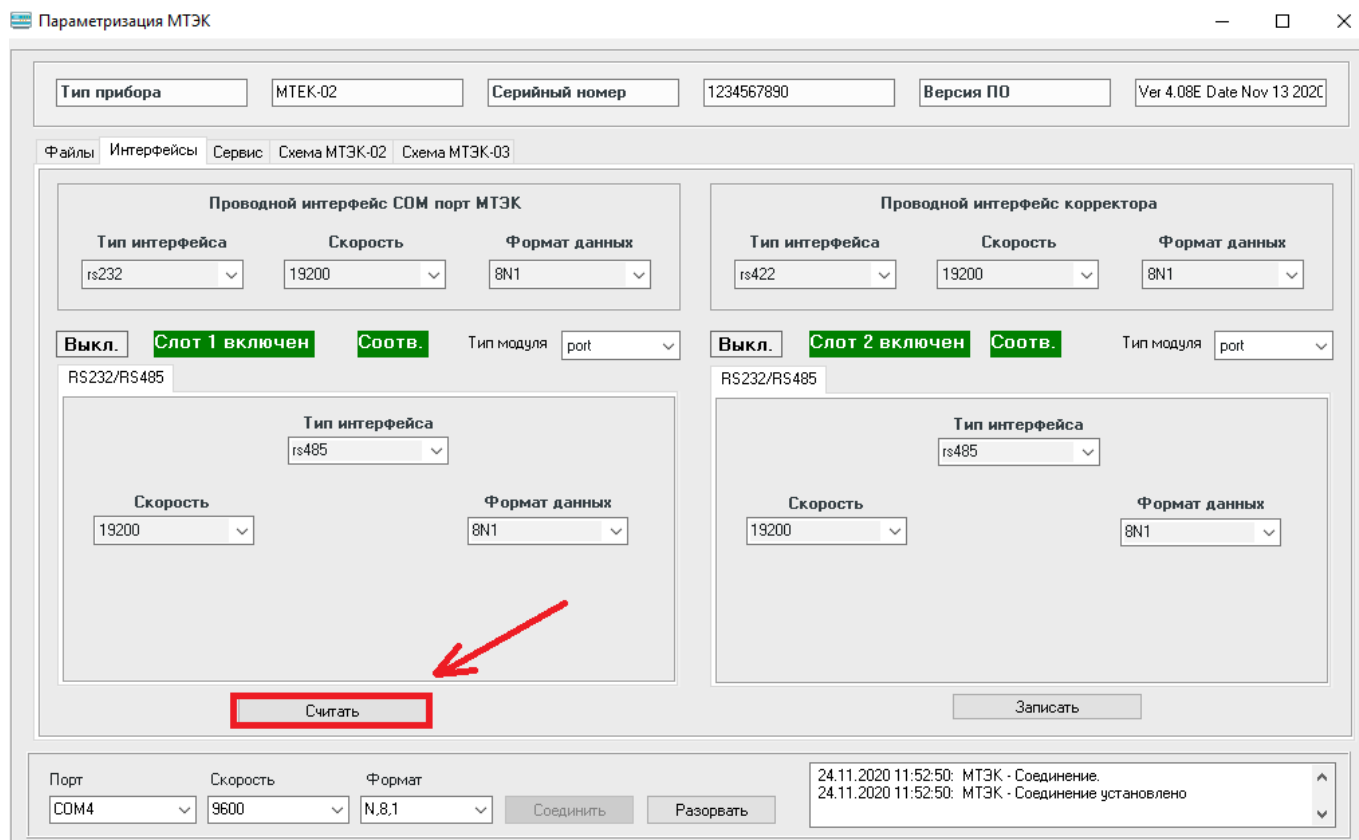 Параметризация МТЭК
Тип прибора MTEK-02 Серийный номер 1234567890 Версия ПО Ver 4.08E Date Nov 13 2020
Файлы Интерфейсы Сервис Схема МТЭК-02 Схема МТЭК-03
Проводной интерфейс COM порт МТЭК Проводной интерфейс корректора
Тип интерфейса Скорость Формат данных Тип интерфейса Скорость Формат данных
rs232 19200 8N1 rs422 19200 8N1
Выкл. Слот 1 включен Соотв. Тип модуля port Выкл. Слот 2 включен Соотв. Тип модуля port
RS232/RS485 RS232/RS485
Тип интерфейса Тип интерфейса
rs485 rs485
Скорость Формат данных Скорость Формат данных
19200 8N1 19200 8N1
Считать Записать
Порт Скорость Формат
COM4 9600 N,8,1 Соединить Разорвать
24.11.2020 11:52:50: МТЭК - Соединение.
24.11.2020 11:52:50: МТЭК - Соединение установлено